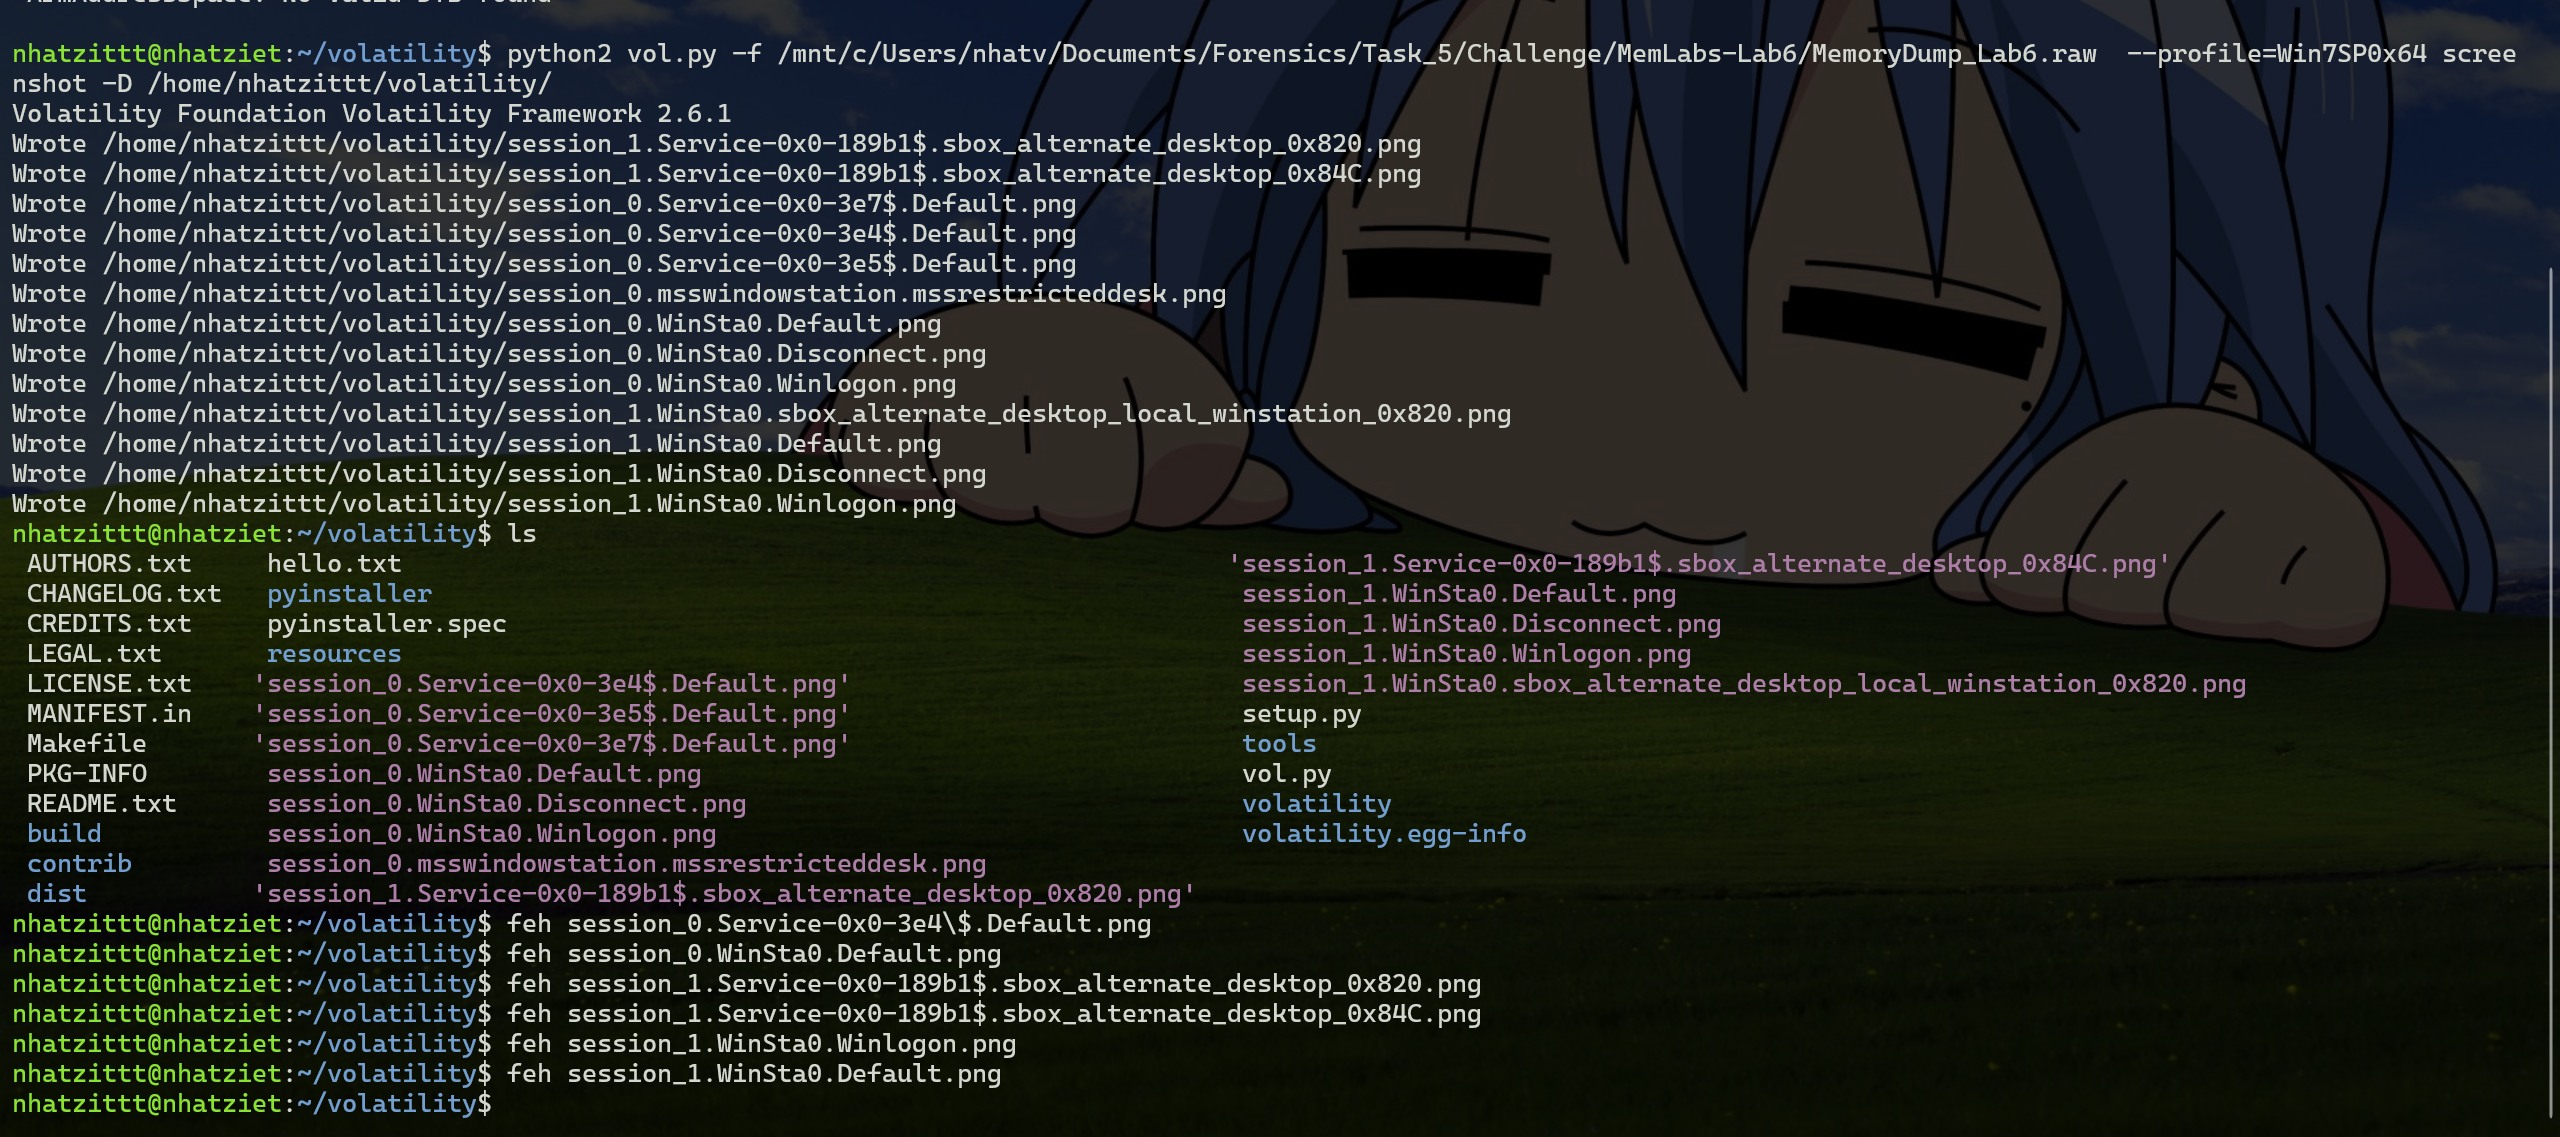 nhatzittt@nhatziet:~/volatility$ python2 vol.py -f /mnt/c/Users/nhatv/Documents/Forensics/Task_5/Challenge/MemLabs-Lab6/MemoryDump_Lab6.raw  --profile=Win7SP0x64 scree
nshot -D /home/nhatzittt/volatility/
Volatility Foundation Volatility Framework 2.6.1
Wrote /home/nhatzittt/volatility/session_1.Service-0x0-189b1$.sbox_alternate_desktop_0x820.png
Wrote /home/nhatzittt/volatility/session_1.Service-0x0-189b1$.sbox_alternate_desktop_0x84C.png
Wrote /home/nhatzittt/volatility/session_0.Service-0x0-3e7$.Default.png
Wrote /home/nhatzittt/volatility/session_0.Service-0x0-3e4$.Default.png
Wrote /home/nhatzittt/volatility/session_0.Service-0x0-3e5$.Default.png
Wrote /home/nhatzittt/volatility/session_0.msswindowstation.mssrestricteddesk.png
Wrote /home/nhatzittt/volatility/session_0.WinSta0.Default.png
Wrote /home/nhatzittt/volatility/session_0.WinSta0.Disconnect.png
Wrote /home/nhatzittt/volatility/session_0.WinSta0.Winlogon.png
Wrote /home/nhatzittt/volatility/session_1.WinSta0.sbox_alternate_desktop_local_winstation_0x820.png
Wrote /home/nhatzittt/volatility/session_1.WinSta0.Default.png
Wrote /home/nhatzittt/volatility/session_1.WinSta0.Disconnect.png
Wrote /home/nhatzittt/volatility/session_1.WinSta0.Winlogon.png
nhatzittt@nhatziet:~/volatility$ ls
AUTHORS.txt hello.txt 'session_1.Service-0x0-189b1$.sbox_alternate_desktop_0x84C.png'
CHANGELOG.txt pyinstaller session_1.WinSta0.Default.png
CREDITS.txt pyinstaller.spec session_1.WinSta0.Disconnect.png
LEGAL.txt resources session_1.WinSta0.Winlogon.png
LICENSE.txt 'session_0.Service-0x0-3e4$.Default.png' session_1.WinSta0.sbox_alternate_desktop_local_winstation_0x820.png
MANIFEST.in 'session_0.Service-0x0-3e5$.Default.png' setup.py
Makefile 'session_0.Service-0x0-3e7$.Default.png' tools
PKG-INFO session_0.WinSta0.Default.png vol.py
README.txt session_0.WinSta0.Disconnect.png volatility
build session_0.WinSta0.Winlogon.png volatility.egg-info
contrib session_0.msswindowstation.mssrestricteddesk.png
dist 'session_1.Service-0x0-189b1$.sbox_alternate_desktop_0x820.png'
nhatzittt@nhatziet:~/volatility$ feh session_0.Service-0x0-3e4\$.Default.png
nhatzittt@nhatziet:~/volatility$ feh session_0.WinSta0.Default.png
nhatzittt@nhatziet:~/volatility$ feh session_1.Service-0x0-189b1$.sbox_alternate_desktop_0x820.png
nhatzittt@nhatziet:~/volatility$ feh session_1.Service-0x0-189b1$.sbox_alternate_desktop_0x84C.png
nhatzittt@nhatziet:~/volatility$ feh session_1.WinSta0.Winlogon.png
nhatzittt@nhatziet:~/volatility$ feh session_1.WinSta0.Default.png
nhatzittt@nhatziet:~/volatility$